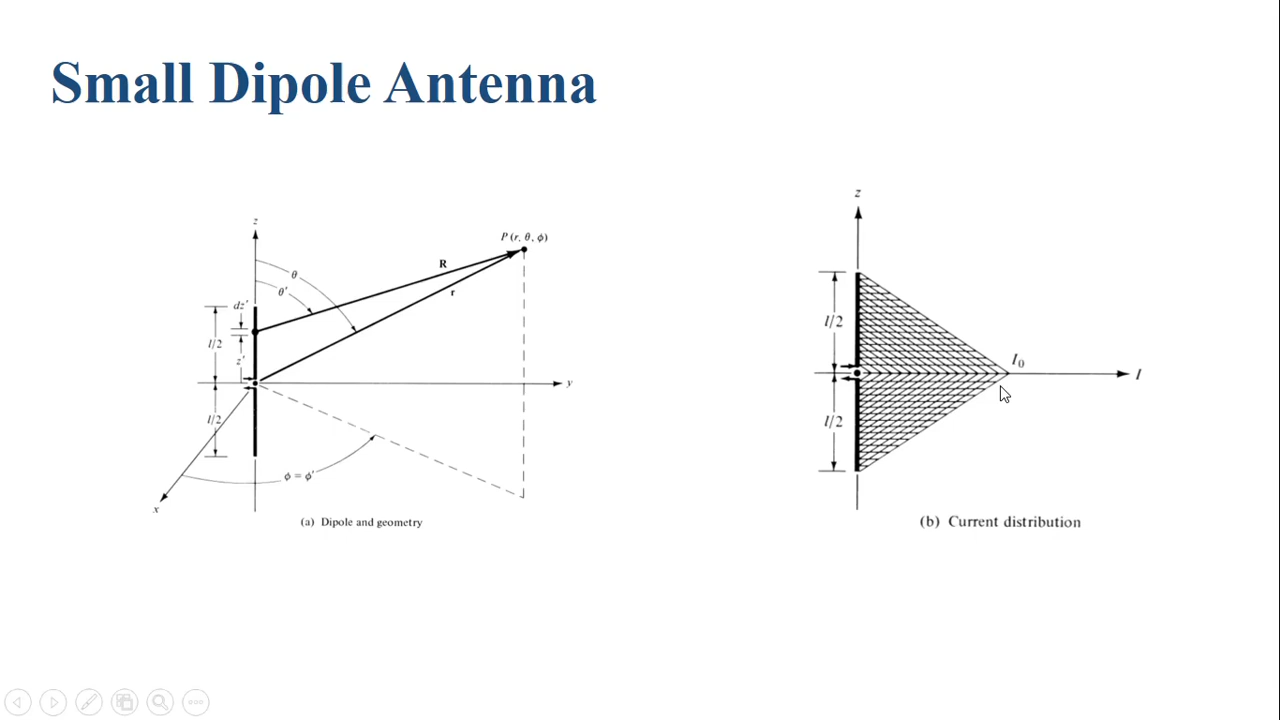 Small Dipole Antenna
z
P (r, θ, ϕ)
R
θ
θ'
r
dz'
l/2
z'
y
l/2
ϕ = ϕ'
x
(a) Dipole and geometry
z
l/2
I₀
I
l/2
(b) Current distribution